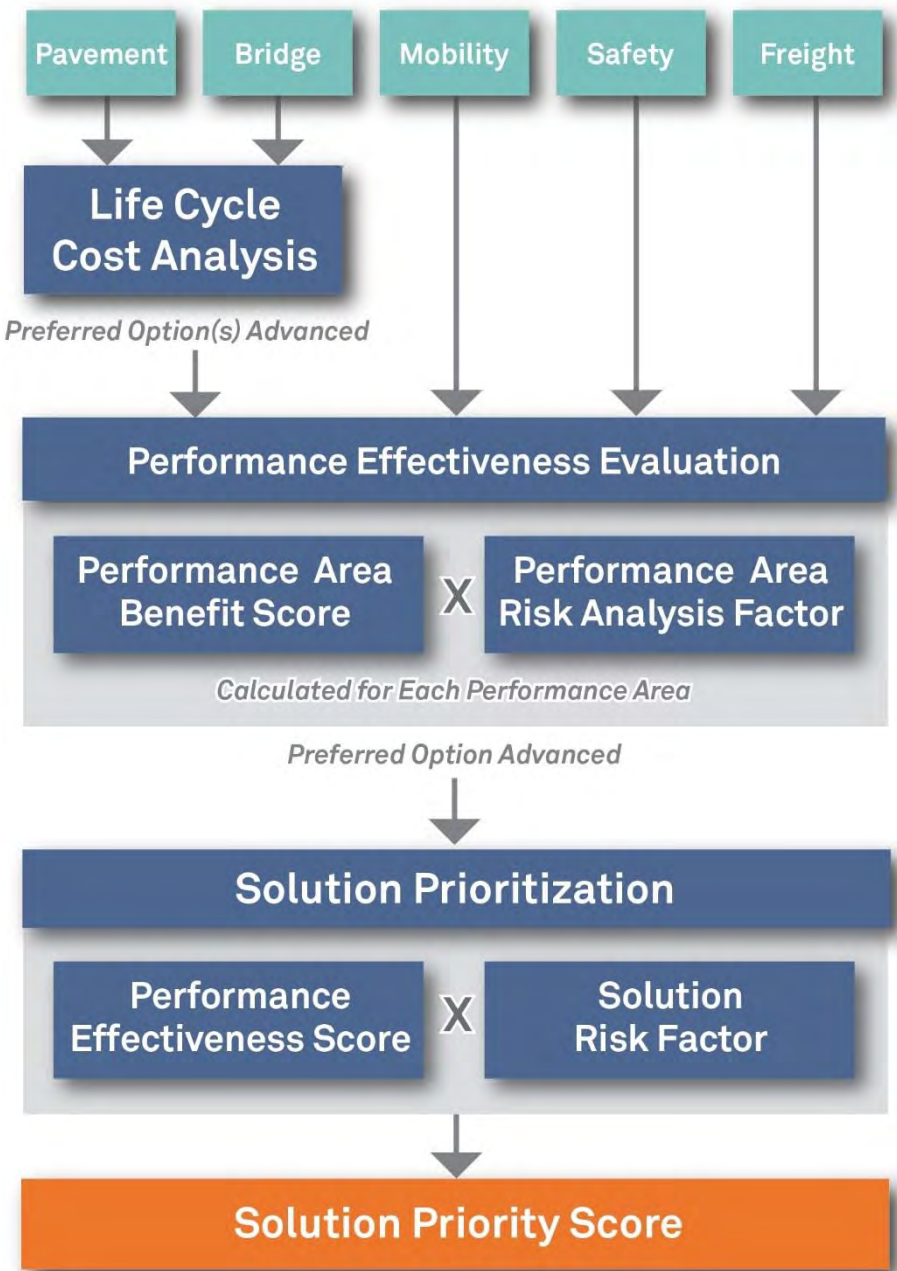 Pavement
Bridge
Mobility
Safety
Freight
Life Cycle
Cost Analysis
Preferred Option(s) Advanced
Performance Effectiveness Evaluation
Performance Area
Benefit Score
X
Performance Area
Risk Analysis Factor
Calculated for Each Performance Area
Preferred Option Advanced
Solution Prioritization
Performance
Effectiveness Score
X
Solution
Risk Factor
Solution Priority Score